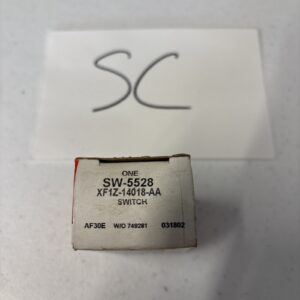 SC
ONE
SW-5528
XF1Z-14018-AA
SWITCH
AF30E W/O 749281 031802